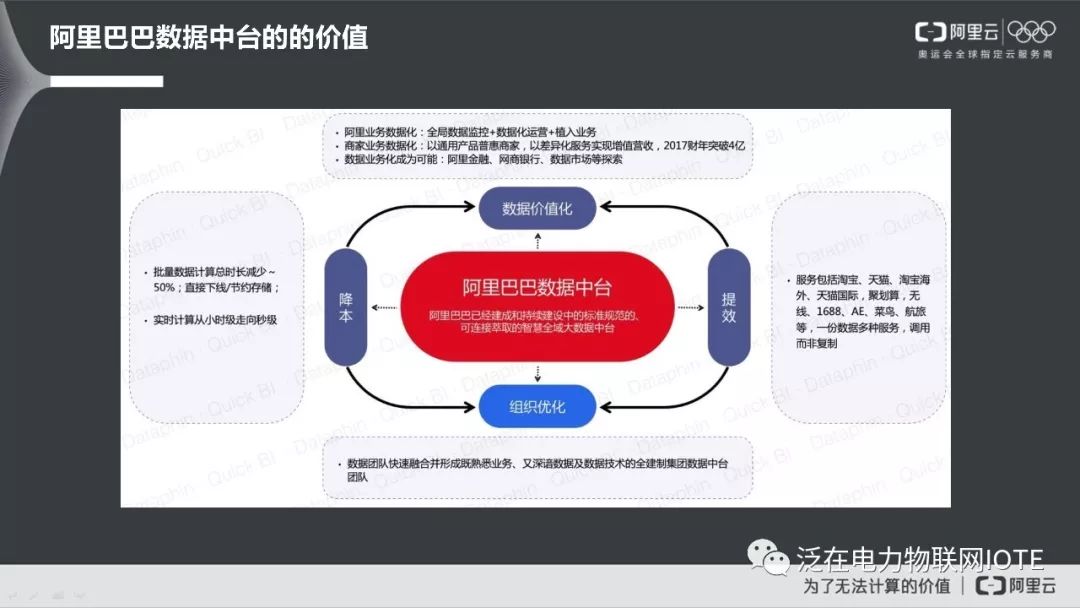 阿里巴巴数据中台的的价值
阿里云
奥运会全球指定云服务商
• 阿里业务数据化：全局数据监控+数据化运营+植入业务
• 商家业务数据化：以通用产品普惠商家，以差异化服务实现增值营收，2017财年突破4亿
• 数据业务化成为可能：阿里金融、网商银行、数据市场等探索
数据价值化
• 批量数据计算总时长减少～
50%；直接下线/节约存储；
• 实时计算从小时级走向秒级
降
本
阿里巴巴数据中台
阿里巴巴已经建成和持续建设中的标准规范的、
可连接萃取的智慧全域大数据中台
提
效
• 服务包括淘宝、天猫、淘宝海
外、天猫国际，聚划算，无
线、1688、AE、菜鸟、航旅
等，一份数据多种服务，调用
而非复制
组织优化
• 数据团队快速融合并形成既熟悉业务、又深谙数据及数据技术的全建制集团数据中台
团队
Dataphin
Quick BI
泛在电力物联网IOTE
为了无法计算的价值
阿里云